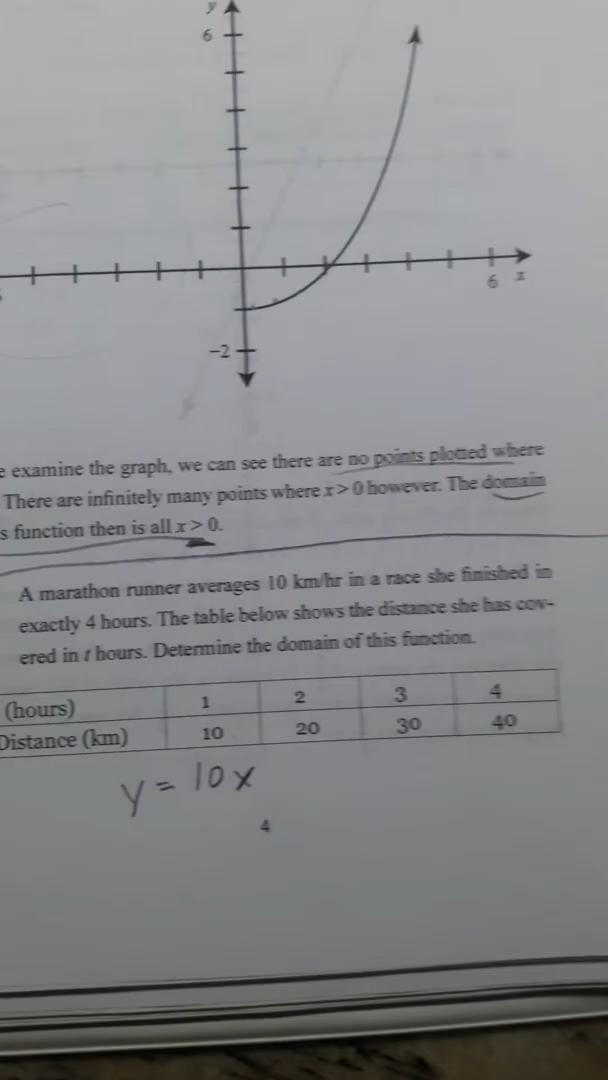 y
6
6 x
-2
e examine the graph, we can see there are no points plotted where
There are infinitely many points where x > 0 however. The domain
s function then is all x > 0.
A marathon runner averages 10 km/hr in a race she finished in
exactly 4 hours. The table below shows the distance she has cov-
ered in t hours. Determine the domain of this function.
(hours) 1 2 3 4
Distance (km) 10 20 30 40
y = 10x
4